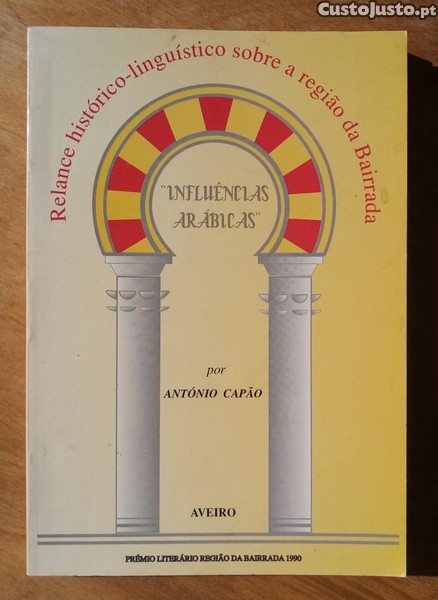 CustoJusto.pt
Relance histórico-linguístico sobre a região da Bairrada
"INFLUÊNCIAS
ARÁBICAS"
por
ANTÓNIO CAPÃO
AVEIRO
PRÉMIO LITERÁRIO REGIÃO DA BAIRRADA 1990